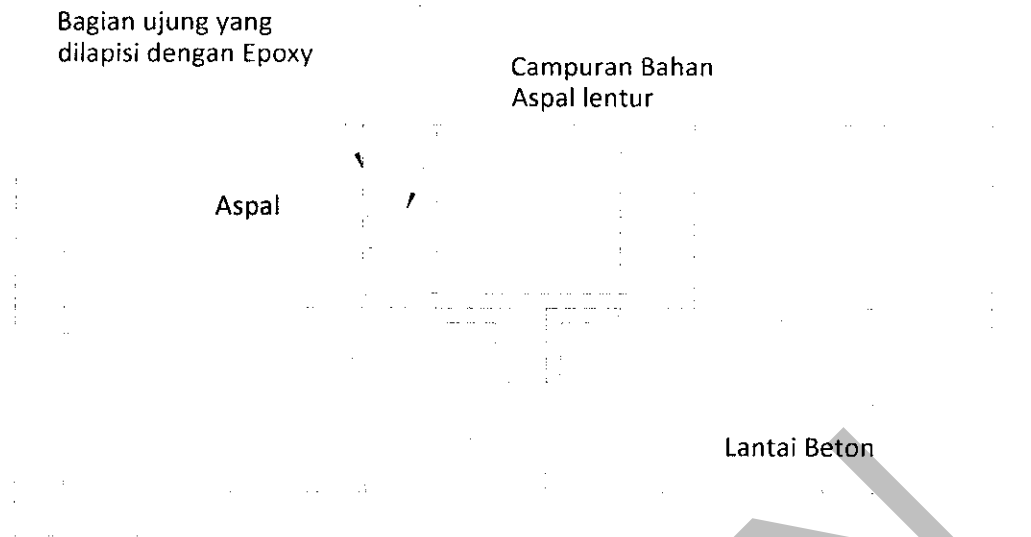 Bagian ujung yang
dilapisi dengan Epoxy
Campuran Bahan
Aspal lentur
Aspal
Lantai Beton